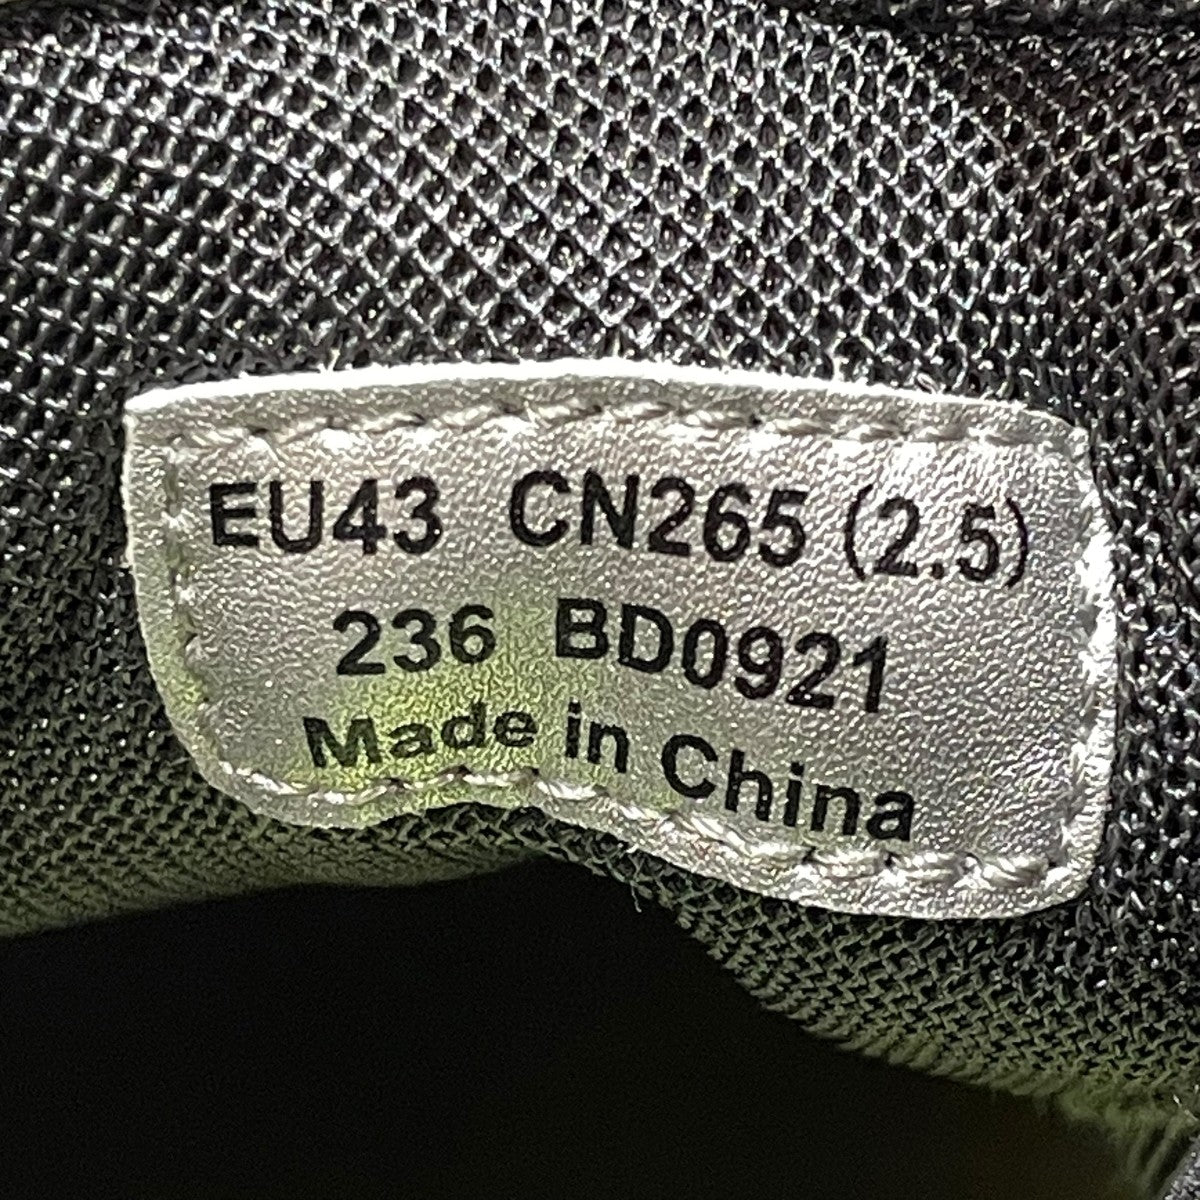 EU43 CN265 (2.5)
236 BD0921
Made in China